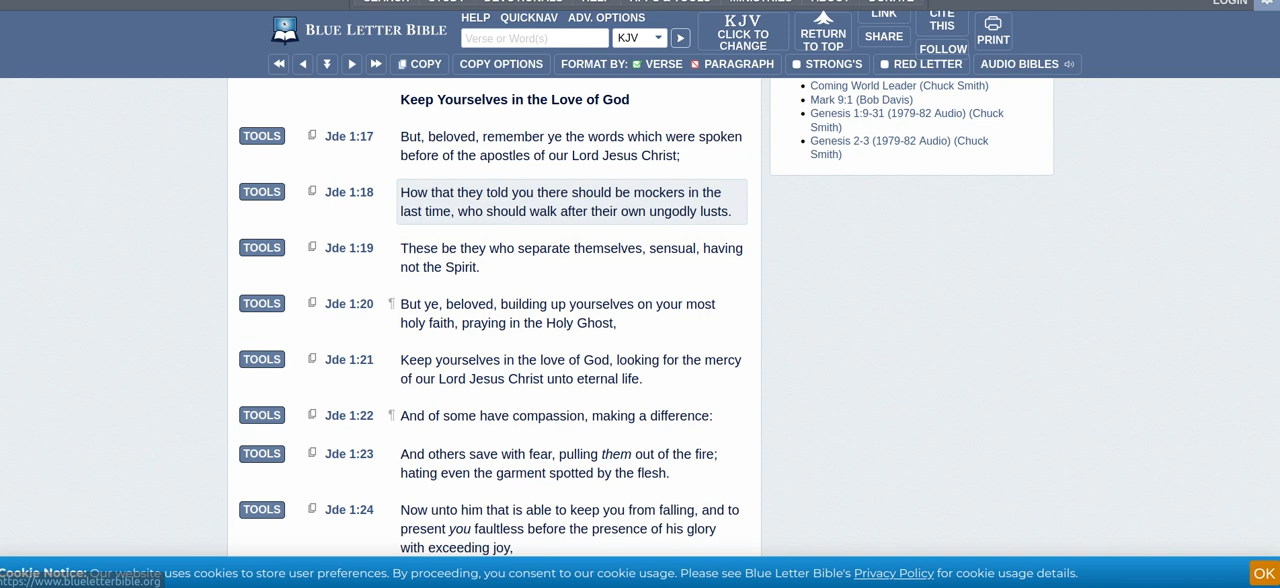 SEARCH STUDY DEVOTIONALS HELP APPS & TOOLS MINISTRIES ABOUT DONATE
LOGIN
BLUE LETTER BIBLE
HELP QUICKNAV ADV. OPTIONS
Verse or Word(s)
KJV
KJV
CLICK TO
CHANGE
RETURN
TO TOP
LINK
SHARE
CITE
THIS
FOLLOW
PRINT
COPY
COPY OPTIONS
FORMAT BY: VERSE PARAGRAPH
STRONG'S
RED LETTER
AUDIO BIBLES
Keep Yourselves in the Love of God
TOOLS Jde 1:17 But, beloved, remember ye the words which were spoken
before of the apostles of our Lord Jesus Christ;
TOOLS Jde 1:18 How that they told you there should be mockers in the
last time, who should walk after their own ungodly lusts.
TOOLS Jde 1:19 These be they who separate themselves, sensual, having
not the Spirit.
TOOLS Jde 1:20 ¶ But ye, beloved, building up yourselves on your most
holy faith, praying in the Holy Ghost,
TOOLS Jde 1:21 Keep yourselves in the love of God, looking for the mercy
of our Lord Jesus Christ unto eternal life.
TOOLS Jde 1:22 ¶ And of some have compassion, making a difference:
TOOLS Jde 1:23 And others save with fear, pulling them out of the fire;
hating even the garment spotted by the flesh.
TOOLS Jde 1:24 Now unto him that is able to keep you from falling, and to
present you faultless before the presence of his glory
with exceeding joy,
• Coming World Leader (Chuck Smith)
• Mark 9:1 (Bob Davis)
• Genesis 1:9-31 (1979-82 Audio) (Chuck
Smith)
• Genesis 2-3 (1979-82 Audio) (Chuck
Smith)
Cookie Notice: Our website uses cookies to store user preferences. By proceeding, you consent to our cookie usage. Please see Blue Letter Bible's Privacy Policy for cookie usage details.
OK
https://www.blueletterbible.org